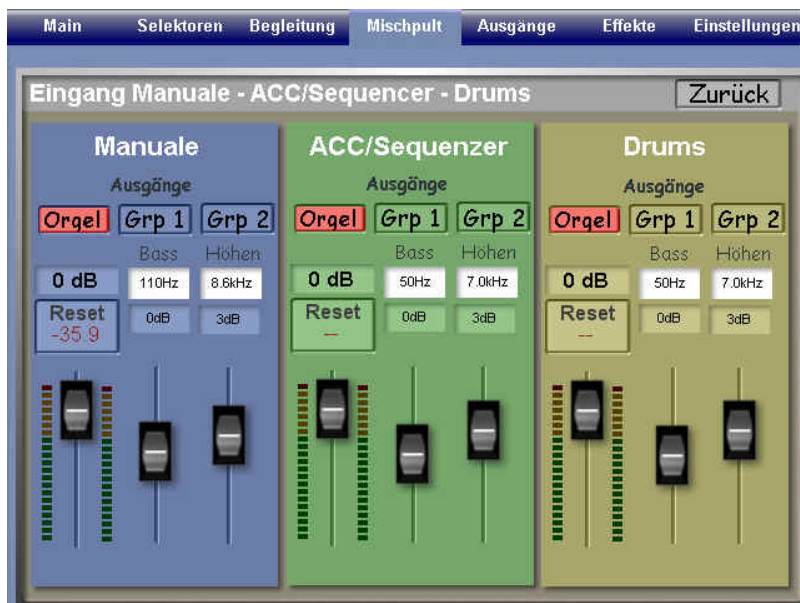 Main Selektoren Begleitung Mischpult Ausgänge Effekte Einstellungen
Eingang Manuale - ACC/Sequencer - Drums Zurück
Manuale
Ausgänge
Orgel Grp 1 Grp 2
Bass Höhen
0 dB 110Hz 8.6kHz
Reset 0dB 3dB
-35.9
ACC/Sequenzer
Ausgänge
Orgel Grp 1 Grp 2
Bass Höhen
0 dB 50Hz 7.0kHz
Reset 0dB 3dB
--
Drums
Ausgänge
Orgel Grp 1 Grp 2
Bass Höhen
0 dB 50Hz 7.0kHz
Reset 0dB 3dB
--